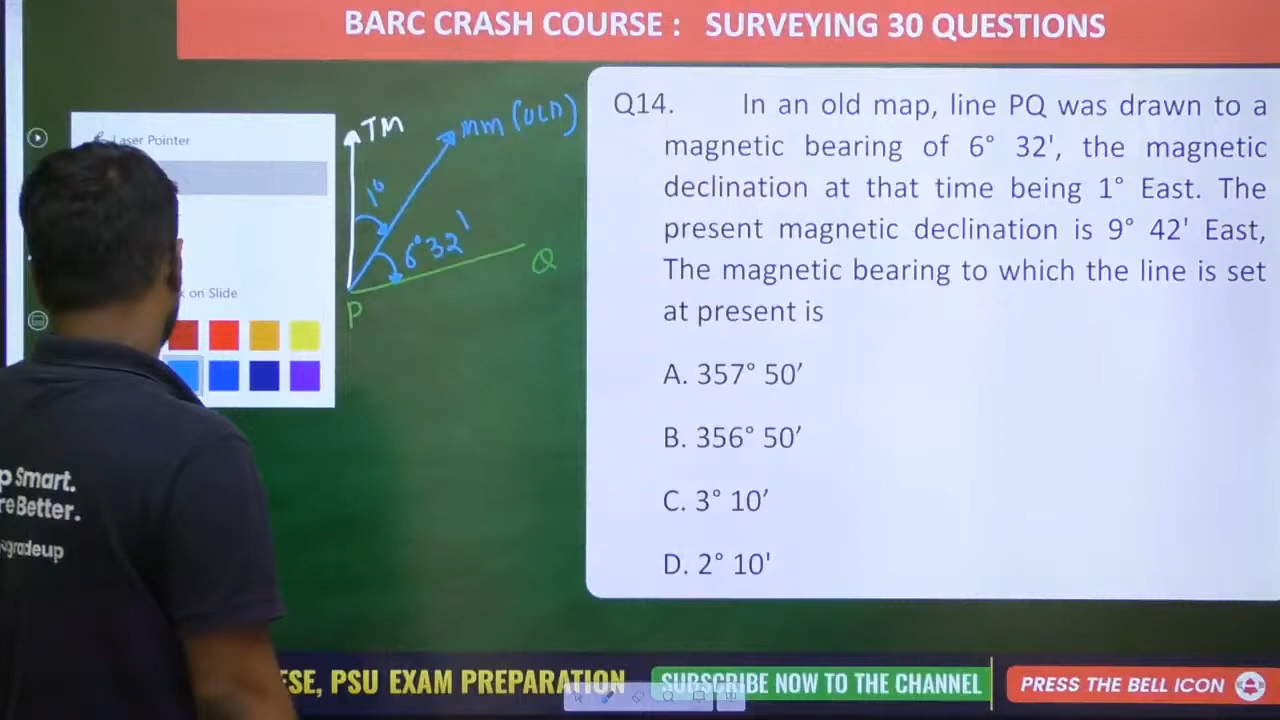 BARC CRASH COURSE : SURVEYING 30 QUESTIONS
Laser Pointer
on Slide
TM
MM (OLD)
1°
6° 32'
Q
P
Q14. In an old map, line PQ was drawn to a
magnetic bearing of 6° 32', the magnetic
declination at that time being 1° East. The
present magnetic declination is 9° 42' East,
The magnetic bearing to which the line is set
at present is
A. 357° 50′
B. 356° 50′
C. 3° 10′
D. 2° 10'
p Smart.
re Better.
gradeup
ESE, PSU EXAM PREPARATION
SUBSCRIBE NOW TO THE CHANNEL
PRESS THE BELL ICON